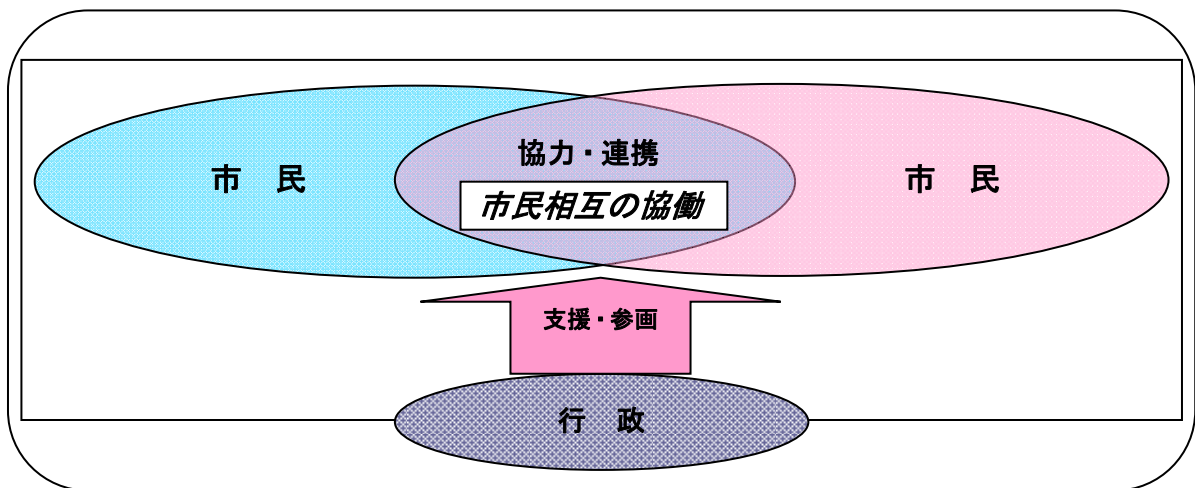 協力・連携
市　民
市　民
市民相互の協働
支援・参画
行　政